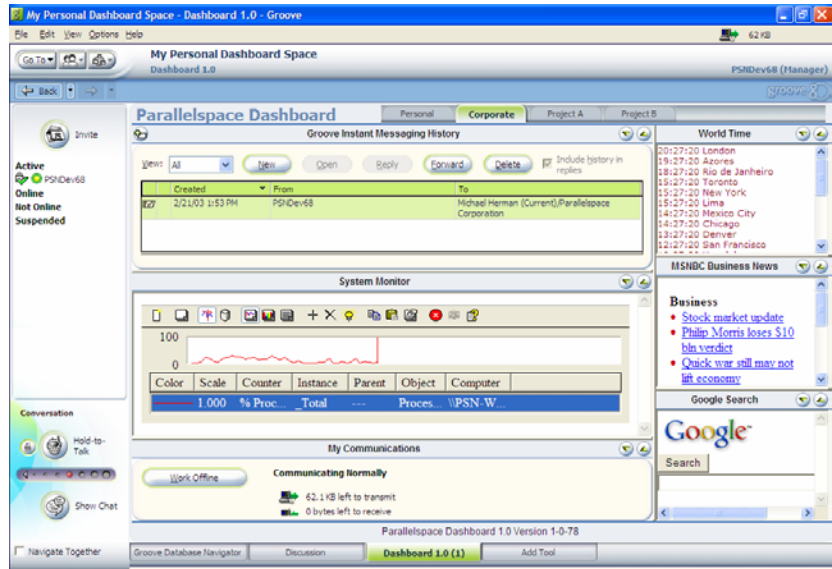 My Personal Dashboard Space - Dashboard 1.0 - Groove
File Edit View Options Help
62 KB
Go To
My Personal Dashboard Space
Dashboard 1.0
PSNDev68 (Manager)
Back
groove
Invite
Active
PSNDev68
Online
Not Online
Suspended
Parallelspace Dashboard
Personal Corporate Project A Project B
Groove Instant Messaging History
View: All New Open Reply Forward Delete Include history in replies
Created From To
2/21/03 1:53 PM PSNDev68 Michael Herman (Current),Parallelspace
Corporation
System Monitor
100
0
Color Scale Counter Instance Parent Object Computer
1.000 % Proc... _Total --- Proces... \\PSN-W...
My Communications
Work Offline
Communicating Normally
62.1 KB left to transmit
0 bytes left to receive
World Time
20:27:20 London
19:27:20 Azores
18:27:20 Rio de Janheiro
15:27:20 Toronto
15:27:20 New York
15:27:20 Lima
14:27:20 Mexico City
14:27:20 Chicago
13:27:20 Denver
12:27:20 San Francisco
MSNBC Business News
Business
Stock market update
Philip Morris loses $10
bln verdict
Quick war still may not
lift economy
Google Search
Google
Search
Conversation
Hold-to-
Talk
Show Chat
Navigate Together
Parallelspace Dashboard 1.0 Version 1-0-78
Groove Database Navigator Discussion Dashboard 1.0 (1) Add Tool